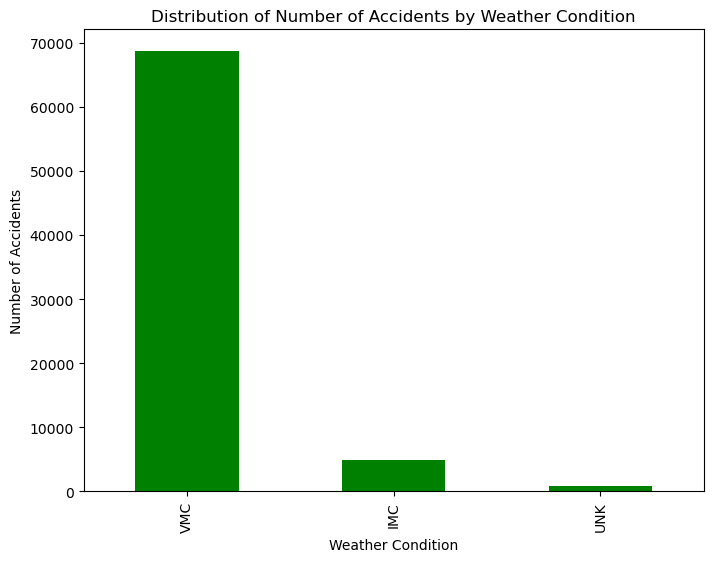 Distribution of Number of Accidents by Weather Condition
Number of Accidents
70000
60000
50000
40000
30000
20000
10000
0
VMC
IMC
UNK
Weather Condition